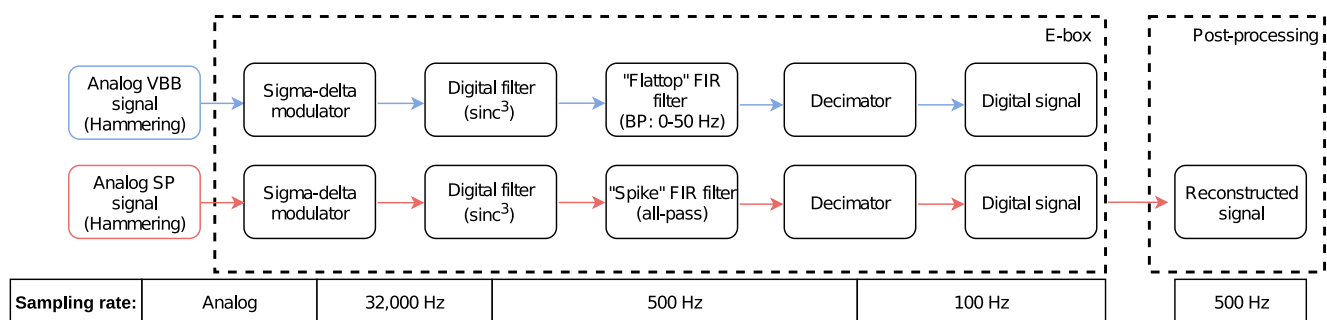 E-box
Post-processing
Analog VBB
signal
(Hammering)
Sigma-delta
modulator
Digital filter
(sinc³)
"Flattop" FIR
filter
(BP: 0-50 Hz)
Decimator
Digital signal
Analog SP
signal
(Hammering)
Sigma-delta
modulator
Digital filter
(sinc³)
"Spike" FIR filter
(all-pass)
Decimator
Digital signal
Reconstructed
signal
Sampling rate: Analog 32,000 Hz 500 Hz 100 Hz 500 Hz